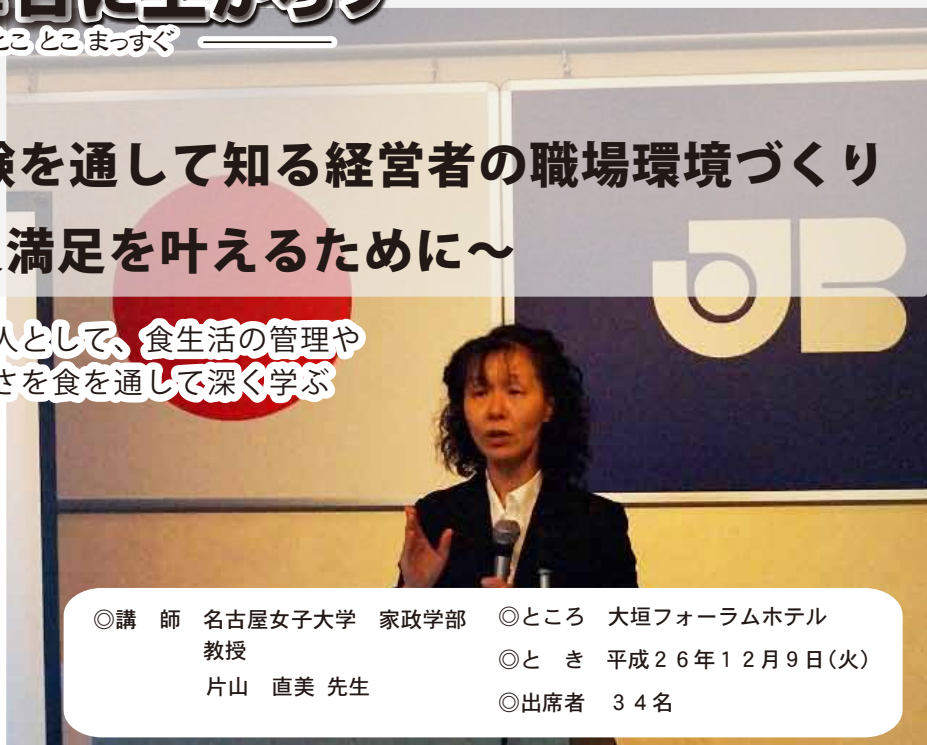 とことこまっすぐ
験を通して知る経営者の職場環境づくり
満足を叶えるために～
人として、食生活の管理や
さを食を通して深く学ぶ
◎講　師　名古屋女子大学　家政学部
教授
片山　直美 先生
◎ところ　大垣フォーラムホテル
◎と　き　平成２６年１２月９日(火)
◎出席者　３４名